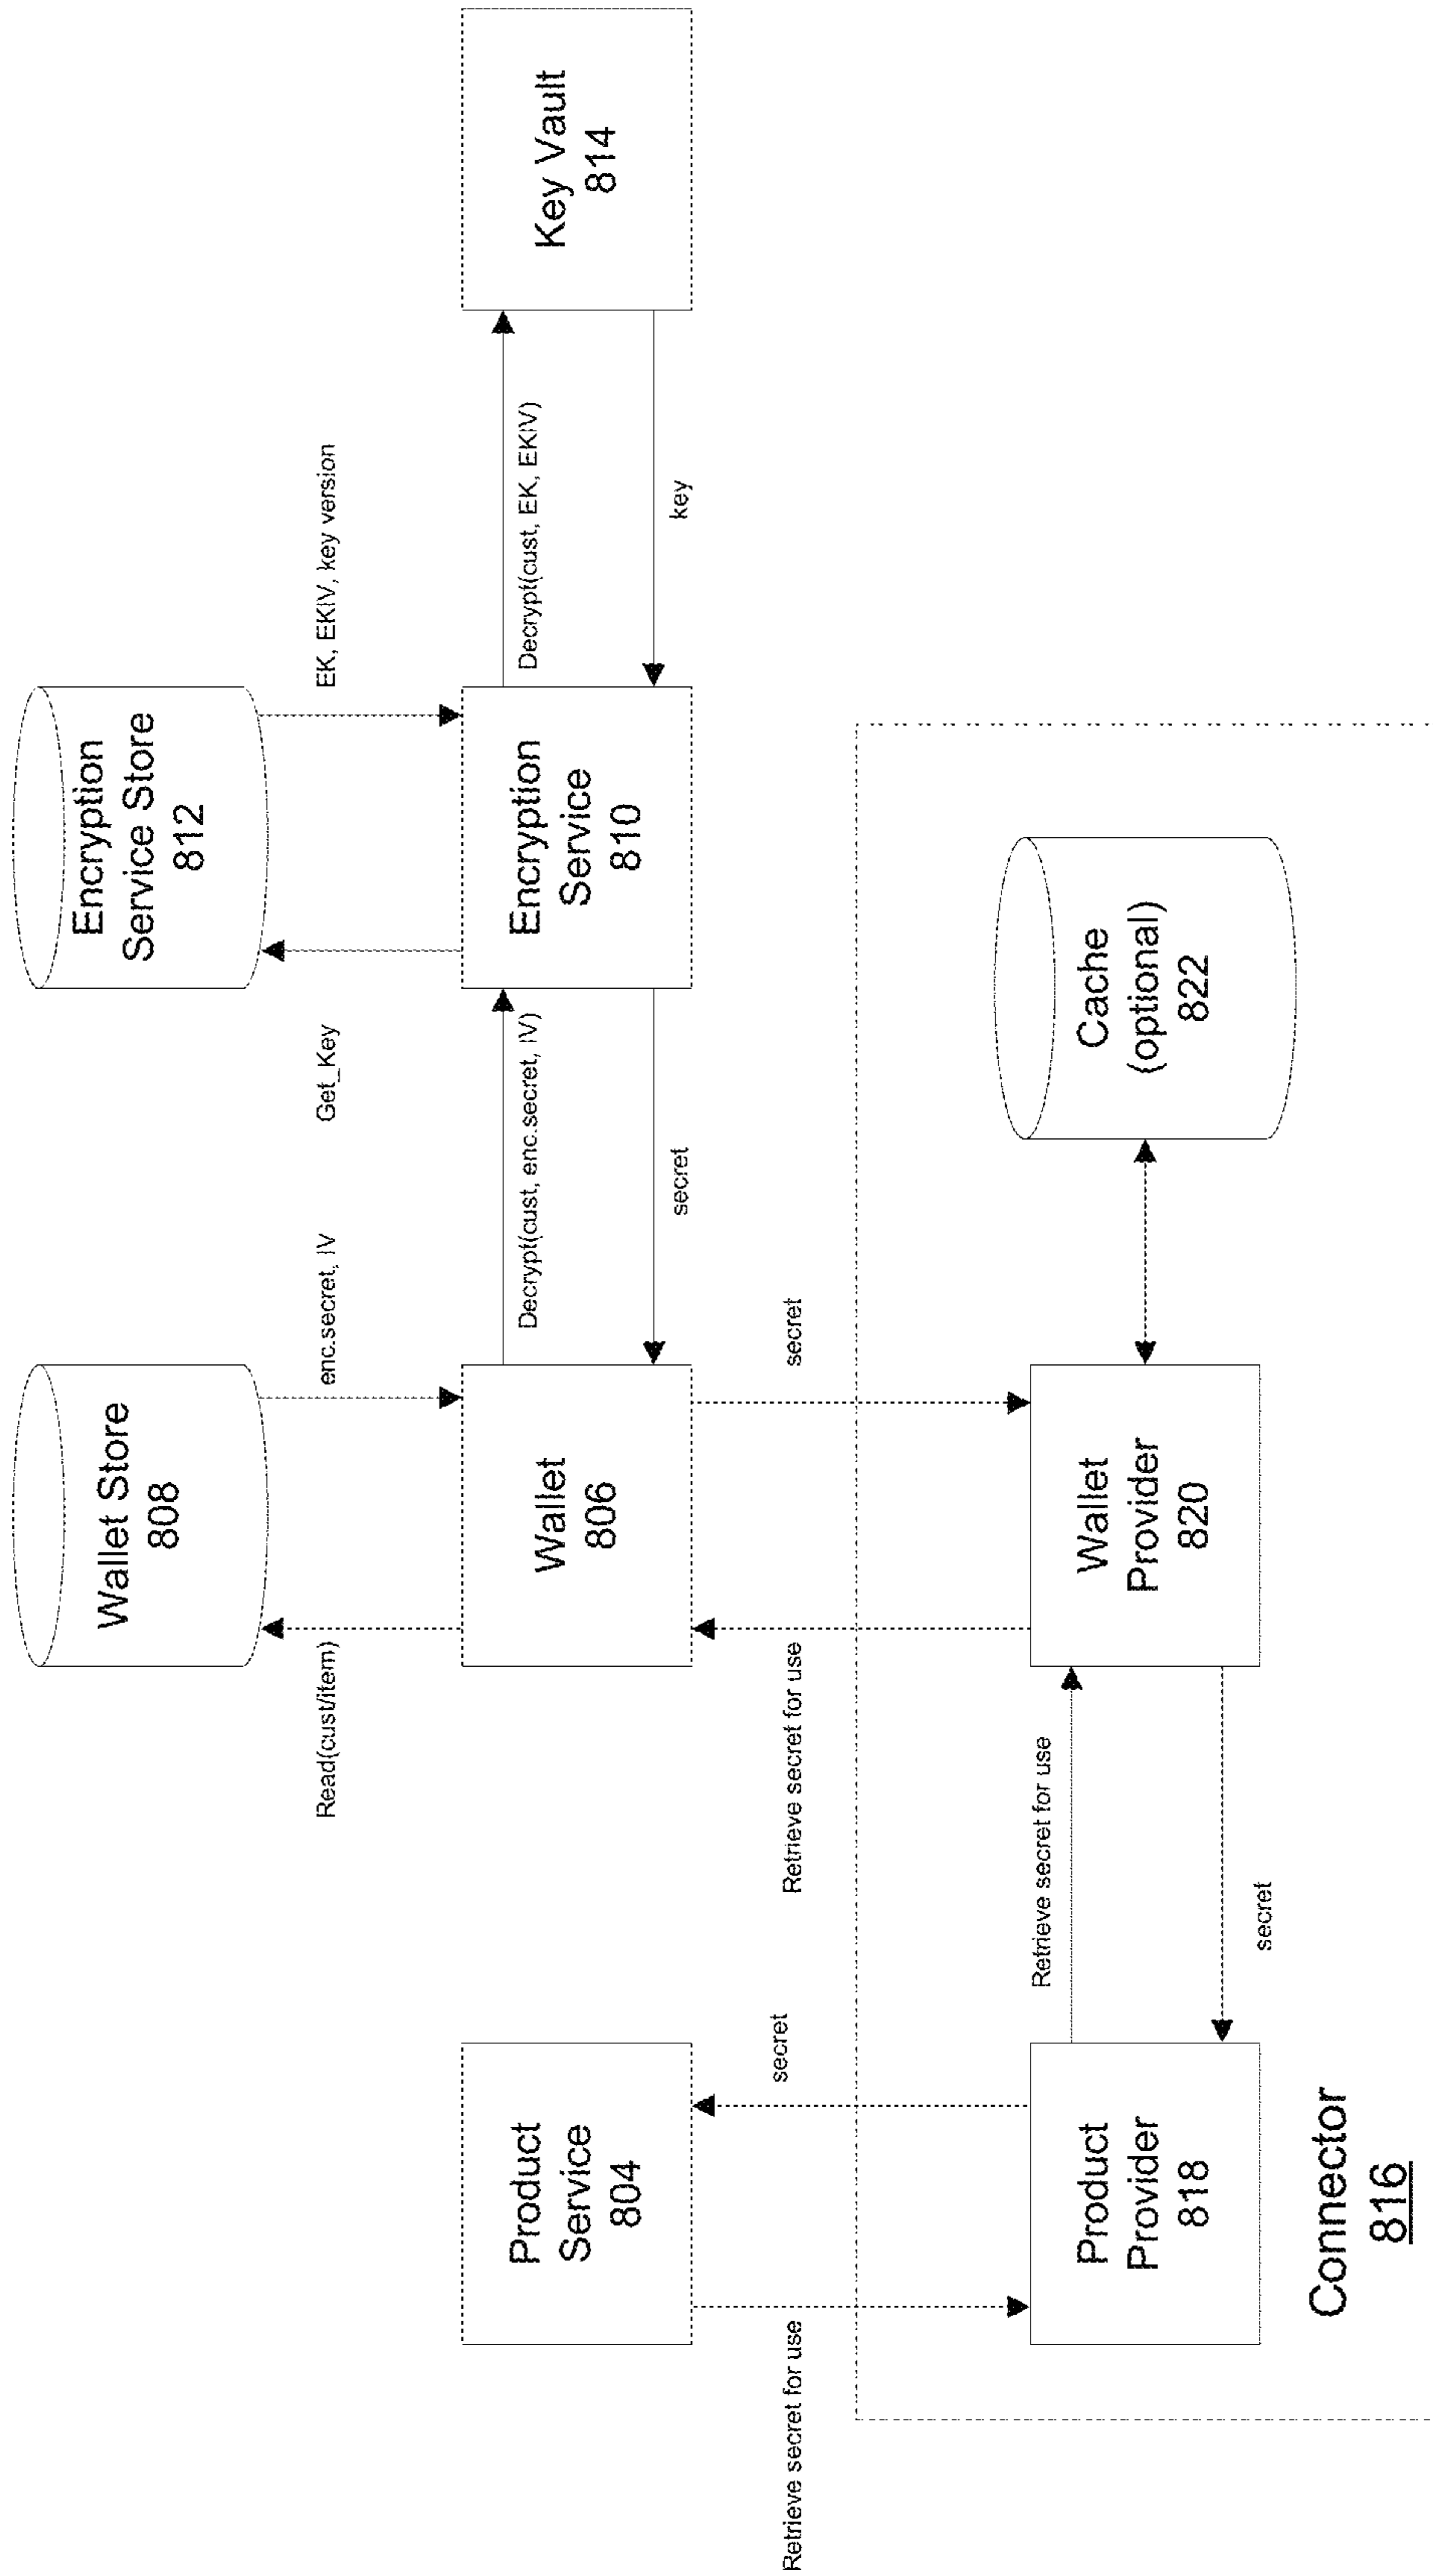 Wallet Store
808
Encryption
Service Store
812
Read(cust/item)
enc.secret, IV
Get_Key
EK, EKIV, key version
Product
Service
804
Wallet
806
Decrypt(cust, enc.secret, IV)
secret
Encryption
Service
810
Decrypt(cust, EK, EKIV)
key
Key Vault
814
Retrieve secret for use
secret
Retrieve secret for use
secret
Product
Provider
818
Retrieve secret for use
secret
Wallet
Provider
820
Cache
(optional)
822
Connector
816